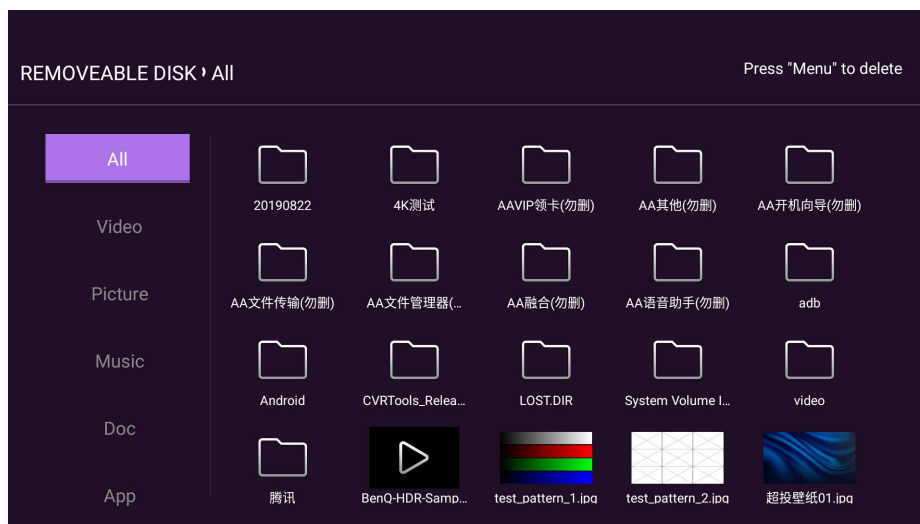 REMOVEABLE DISK All
Press "Menu" to delete
All
Video
Picture
Music
Doc
App
20190822
4K测试
AAVIP领卡(勿删)
AA其他(勿删)
AA开机向导(勿删)
AA文件传输(勿删)
AA文件管理器(...
AA融合(勿删)
AA语音助手(勿删)
adb
Android
CVRTools_Relea...
LOST.DIR
System Volume I...
video
腾讯
BenQ-HDR-Samp...
test_pattern_1.jpg
test_pattern_2.jpg
超投壁纸01.jpg